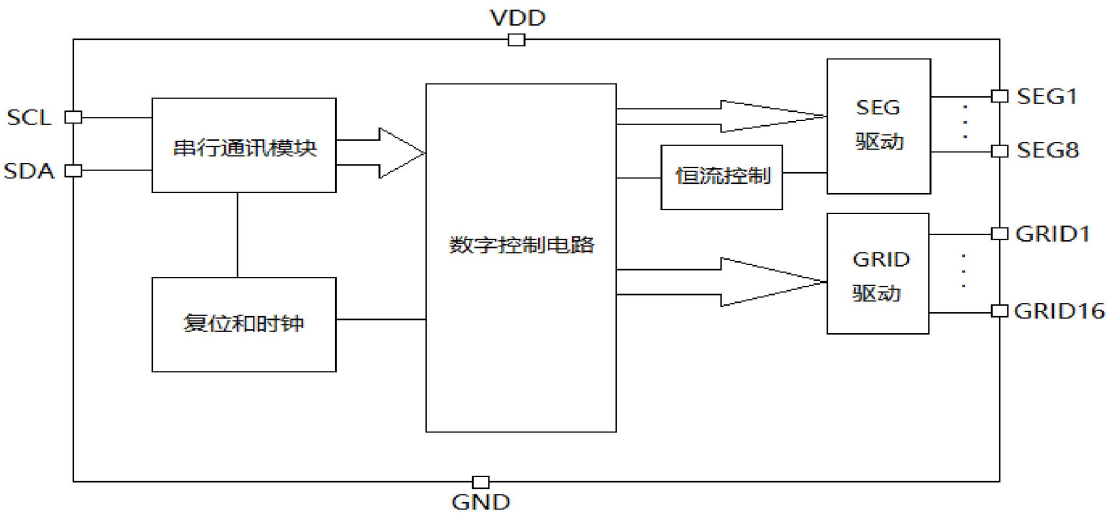 VDD
SCL
SDA
串行通讯模块
复位和时钟
数字控制电路
恒流控制
SEG
驱动
GRID
驱动
SEG1
SEG8
GRID1
GRID16
GND